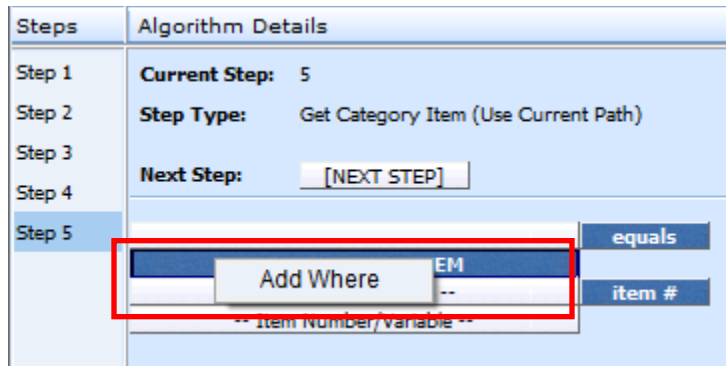 Steps
Algorithm Details
Step 1
Current Step: 5
Step 2
Step Type: Get Category Item (Use Current Path)
Step 3
Next Step: [NEXT STEP]
Step 4
Step 5
equals
EM
Add Where
--
item #
-- Item Number/Variable --